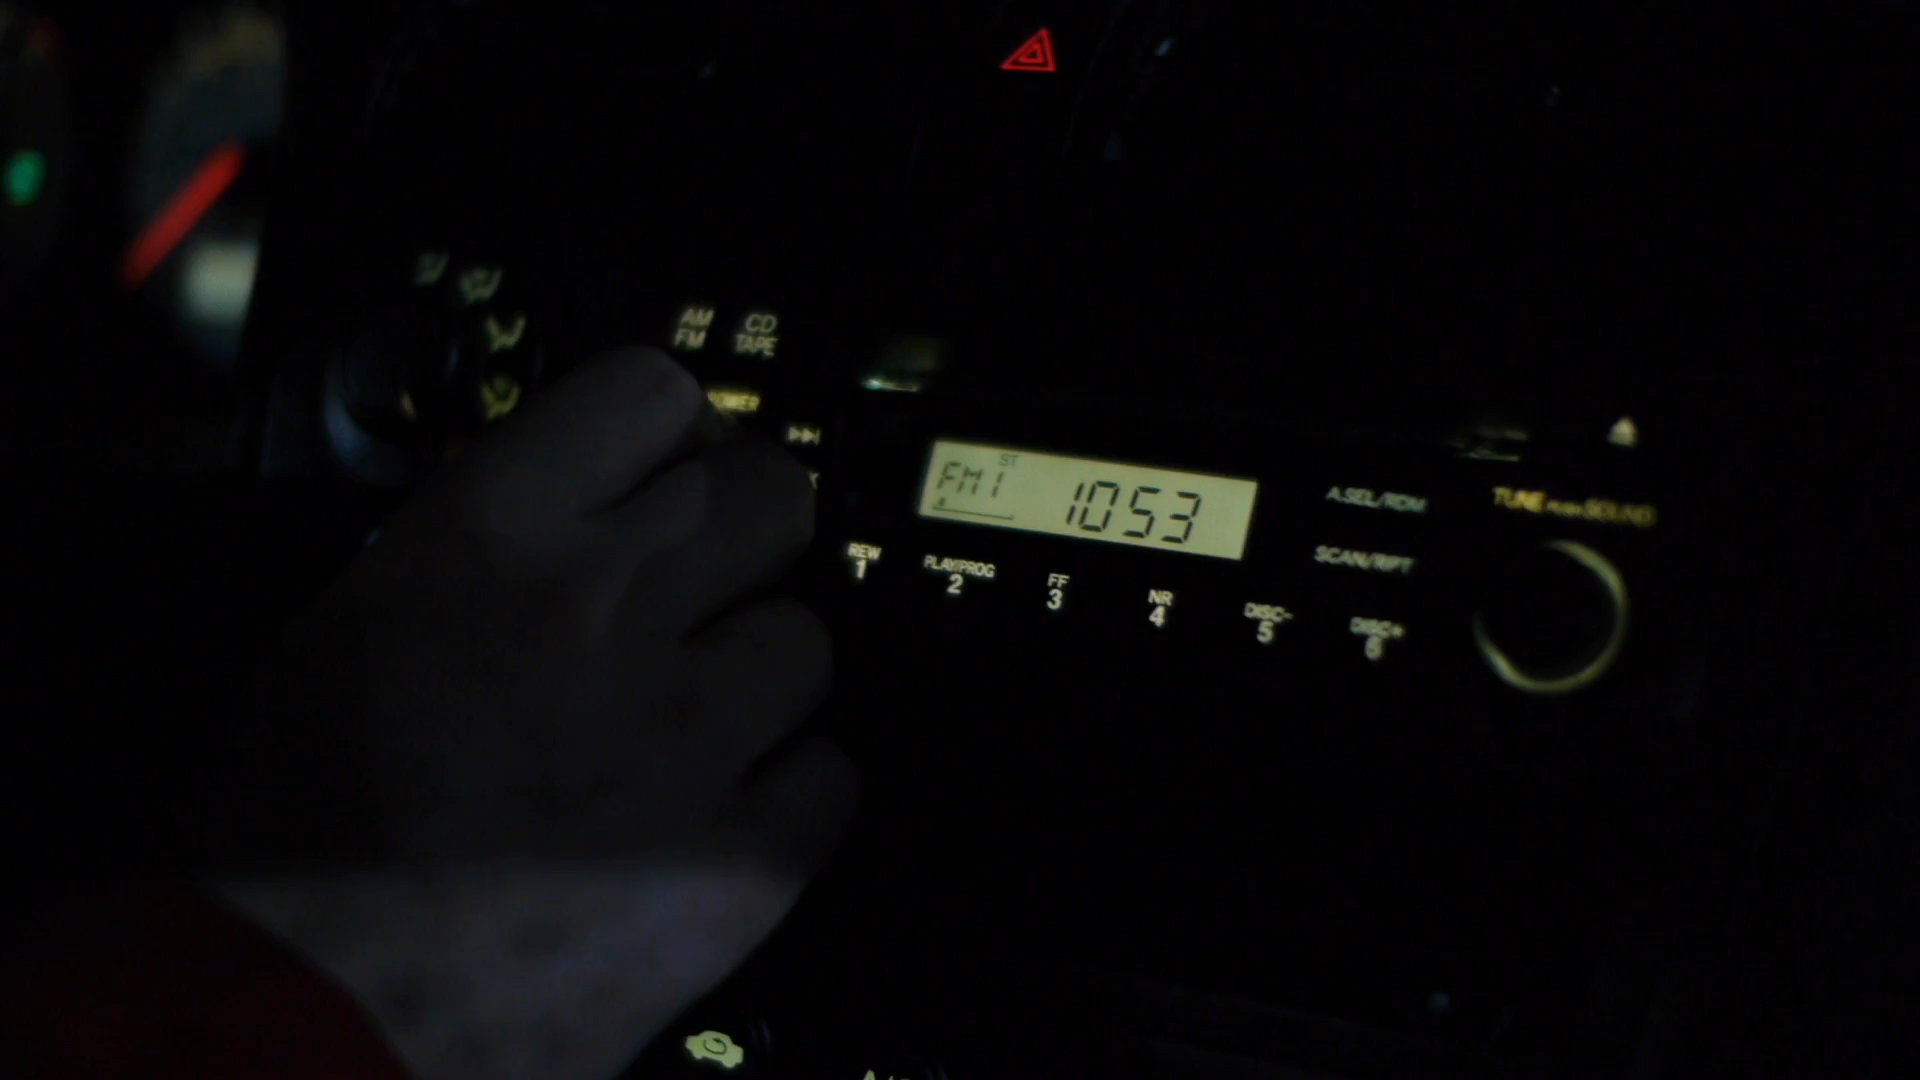 AM
FM
CD
TAPE
POWER
ST
FM1
1053
A.SEL/RDM
TUNE PUSH SOUND
SCAN/RPT
REW
1
PLAY/PROG
2
FF
3
NR
4
DISC-
5
DISC+
6